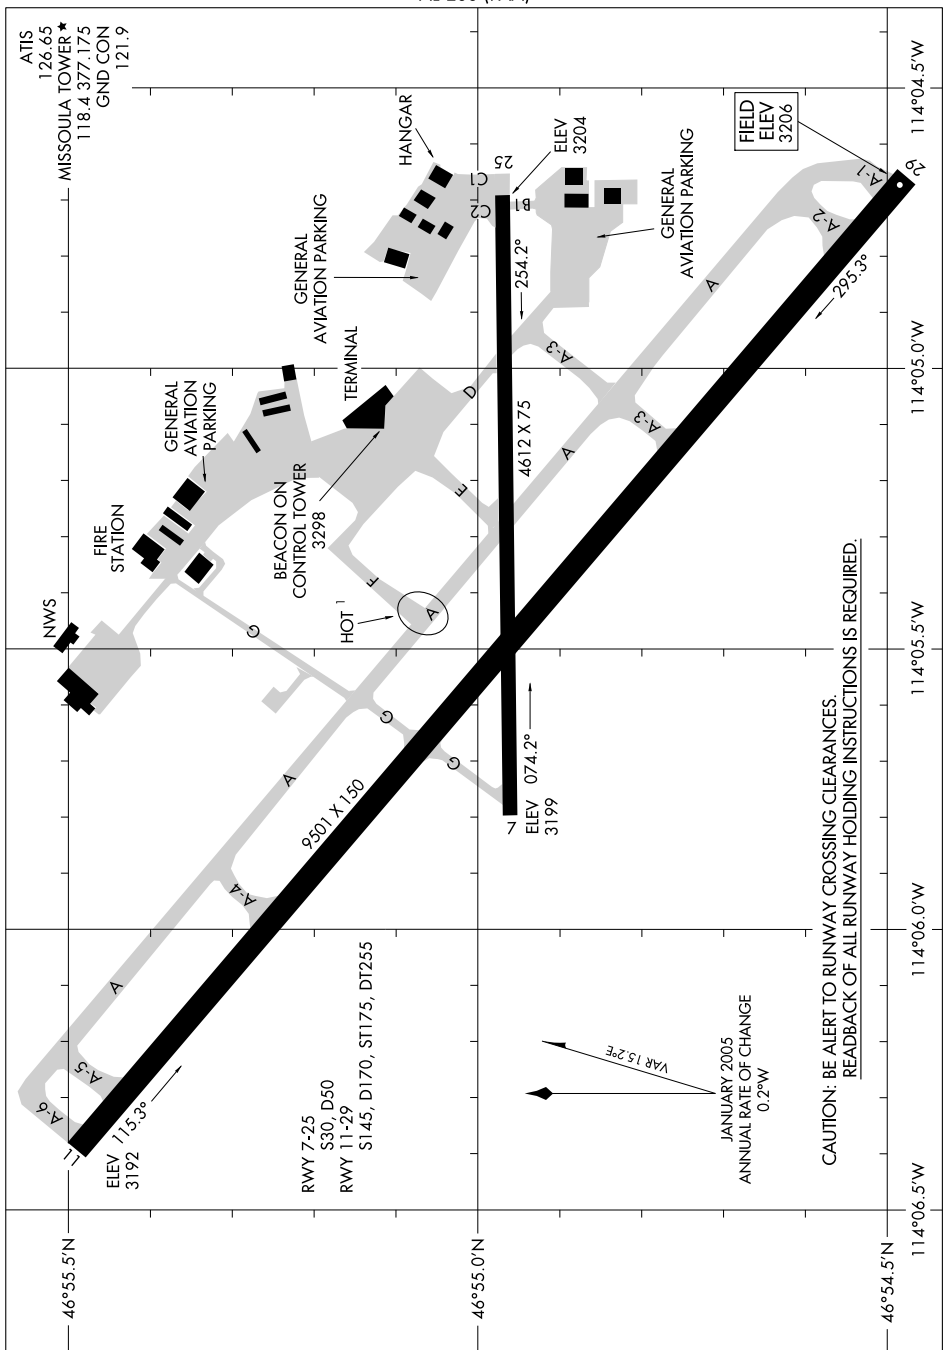 ATIS
126.65
MISSOULA TOWER ★
118.4 377.175
GND CON
121.9
114°04.5'W
114°05.0'W
114°05.5'W
114°06.0'W
114°06.5'W
46°55.5'N
46°55.0'N
46°54.5'N
HANGAR
GENERAL
AVIATION PARKING
C1
C2
25
B1
ELEV
3204
GENERAL
AVIATION PARKING
FIELD
ELEV
3206
A-1
A-2
29
295.3°
254.2°
TERMINAL
GENERAL
AVIATION
PARKING
FIRE
STATION
BEACON ON
CONTROL TOWER
3298
NWS
HOT 1
D
E
F
G
G
G
A
A
A
A
A
A-3
A-3
A-4
A-5
A-6
4612 X 75
9501 X 150
7
074.2°
ELEV
3199
11
115.3°
ELEV
3192
RWY 7-25
S30, D50
RWY 11-29
S145, D170, ST175, DT255
VAR 15.2°E
JANUARY 2005
ANNUAL RATE OF CHANGE
0.2°W
CAUTION: BE ALERT TO RUNWAY CROSSING CLEARANCES.
READBACK OF ALL RUNWAY HOLDING INSTRUCTIONS IS REQUIRED.